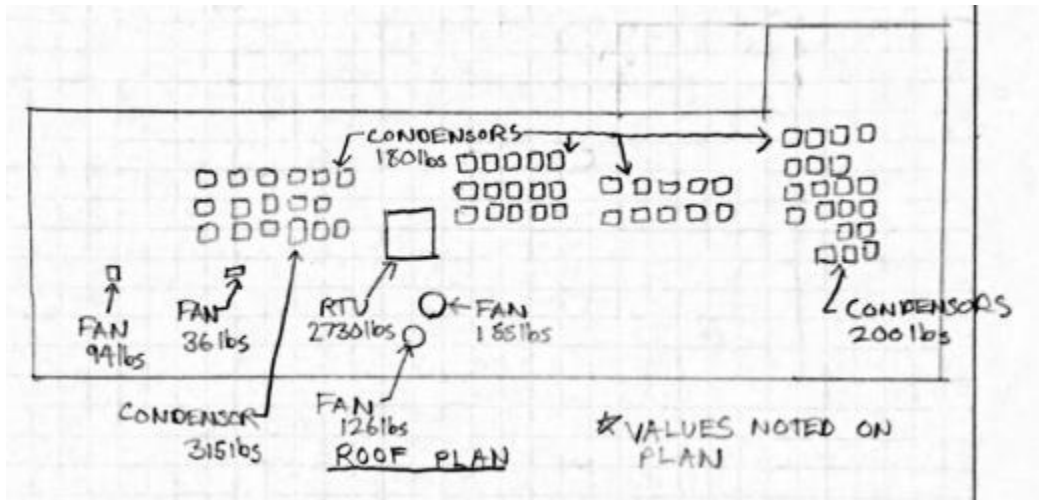 CONDENSORS
180lbs
FAN
94lbs
FAN
36lbs
RTU
2730lbs
FAN
185lbs
CONDENSORS
200lbs
CONDENSOR
315lbs
FAN
126lbs
ROOF PLAN
* VALUES NOTED ON
PLAN